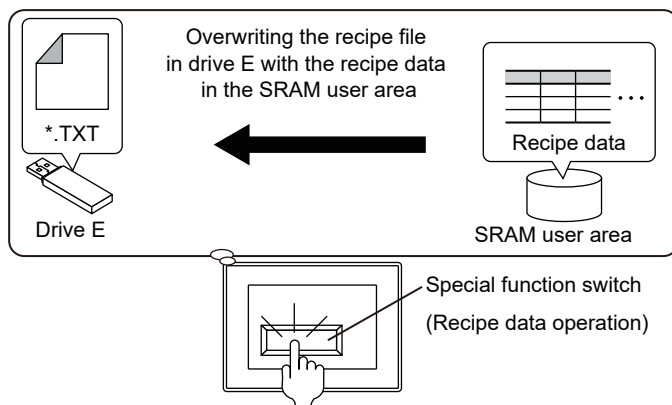 Overwriting the recipe file
in drive E with the recipe data
in the SRAM user area
*.TXT
Recipe data
Drive E
SRAM user area
Special function switch
(Recipe data operation)